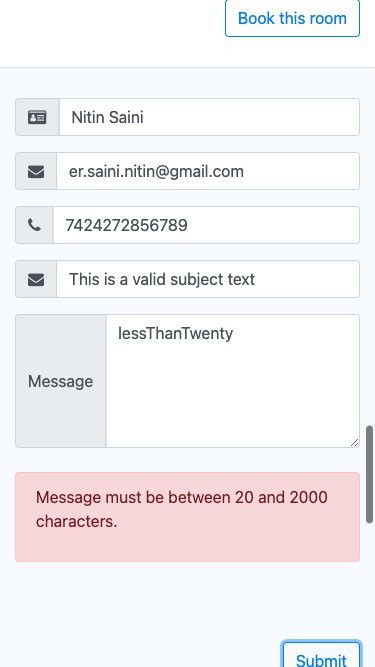 Book this room
Nitin Saini
er.saini.nitin@gmail.com
7424272856789
This is a valid subject text
Message
lessThanTwenty
Message must be between 20 and 2000
characters.
Submit